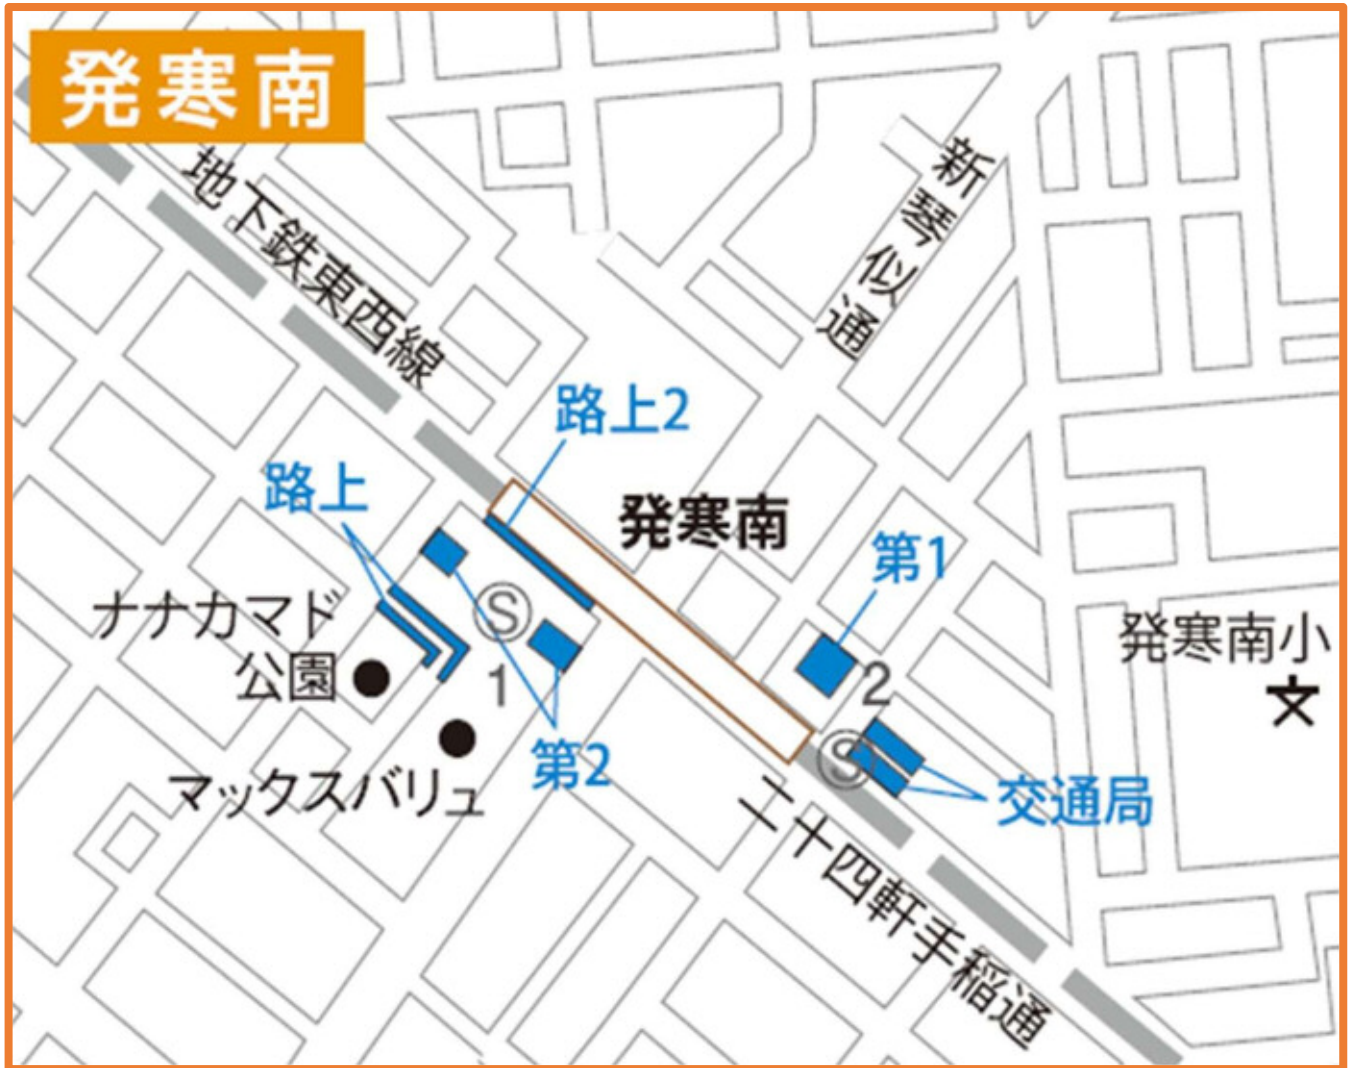 発寒南
地下鉄東西線
新琴似通
路上2
路上
発寒南
第1
ナナカマド
公園
S
1
2
発寒南小
文
第2
マックスバリュ
S
交通局
二十四軒手稲通